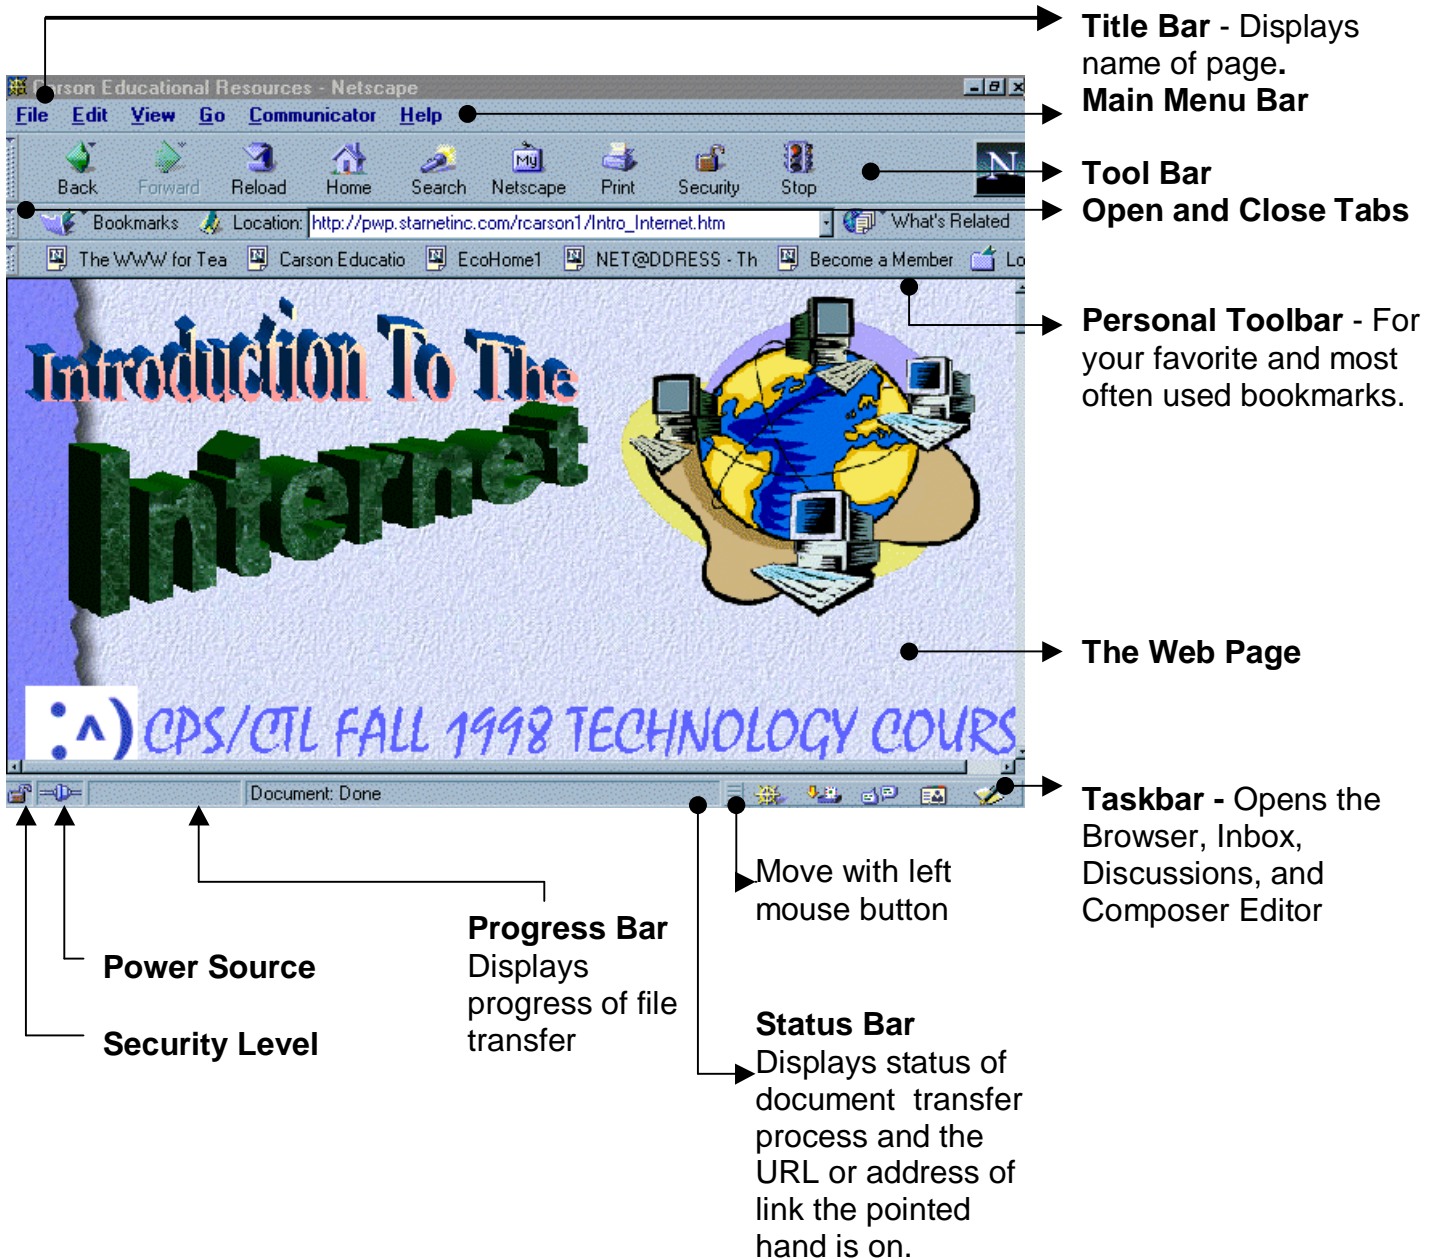 Title Bar - Displays
name of page.
Main Menu Bar
Carson Educational Resources - Netscape
File Edit View Go Communicator Help
My
N
Back Forward Reload Home Search Netscape Print Security Stop
Tool Bar
Open and Close Tabs
Bookmarks Location: http://pwp.starnetinc.com/rcarson1/Intro_Internet.htm What's Related
The WWW for Tea Carson Educatio EcoHome1 NET@DDRESS - Th Become a Member Lo
Personal Toolbar - For
your favorite and most
often used bookmarks.
Introduction To The
Internet
The Web Page
:^) CPS/CTL FALL 1998 TECHNOLOGY COURS
Document: Done
Taskbar - Opens the
Browser, Inbox,
Discussions, and
Composer Editor
Move with left
mouse button
Progress Bar
Displays
progress of file
transfer
Power Source
Security Level
Status Bar
Displays status of
document transfer
process and the
URL or address of
link the pointed
hand is on.